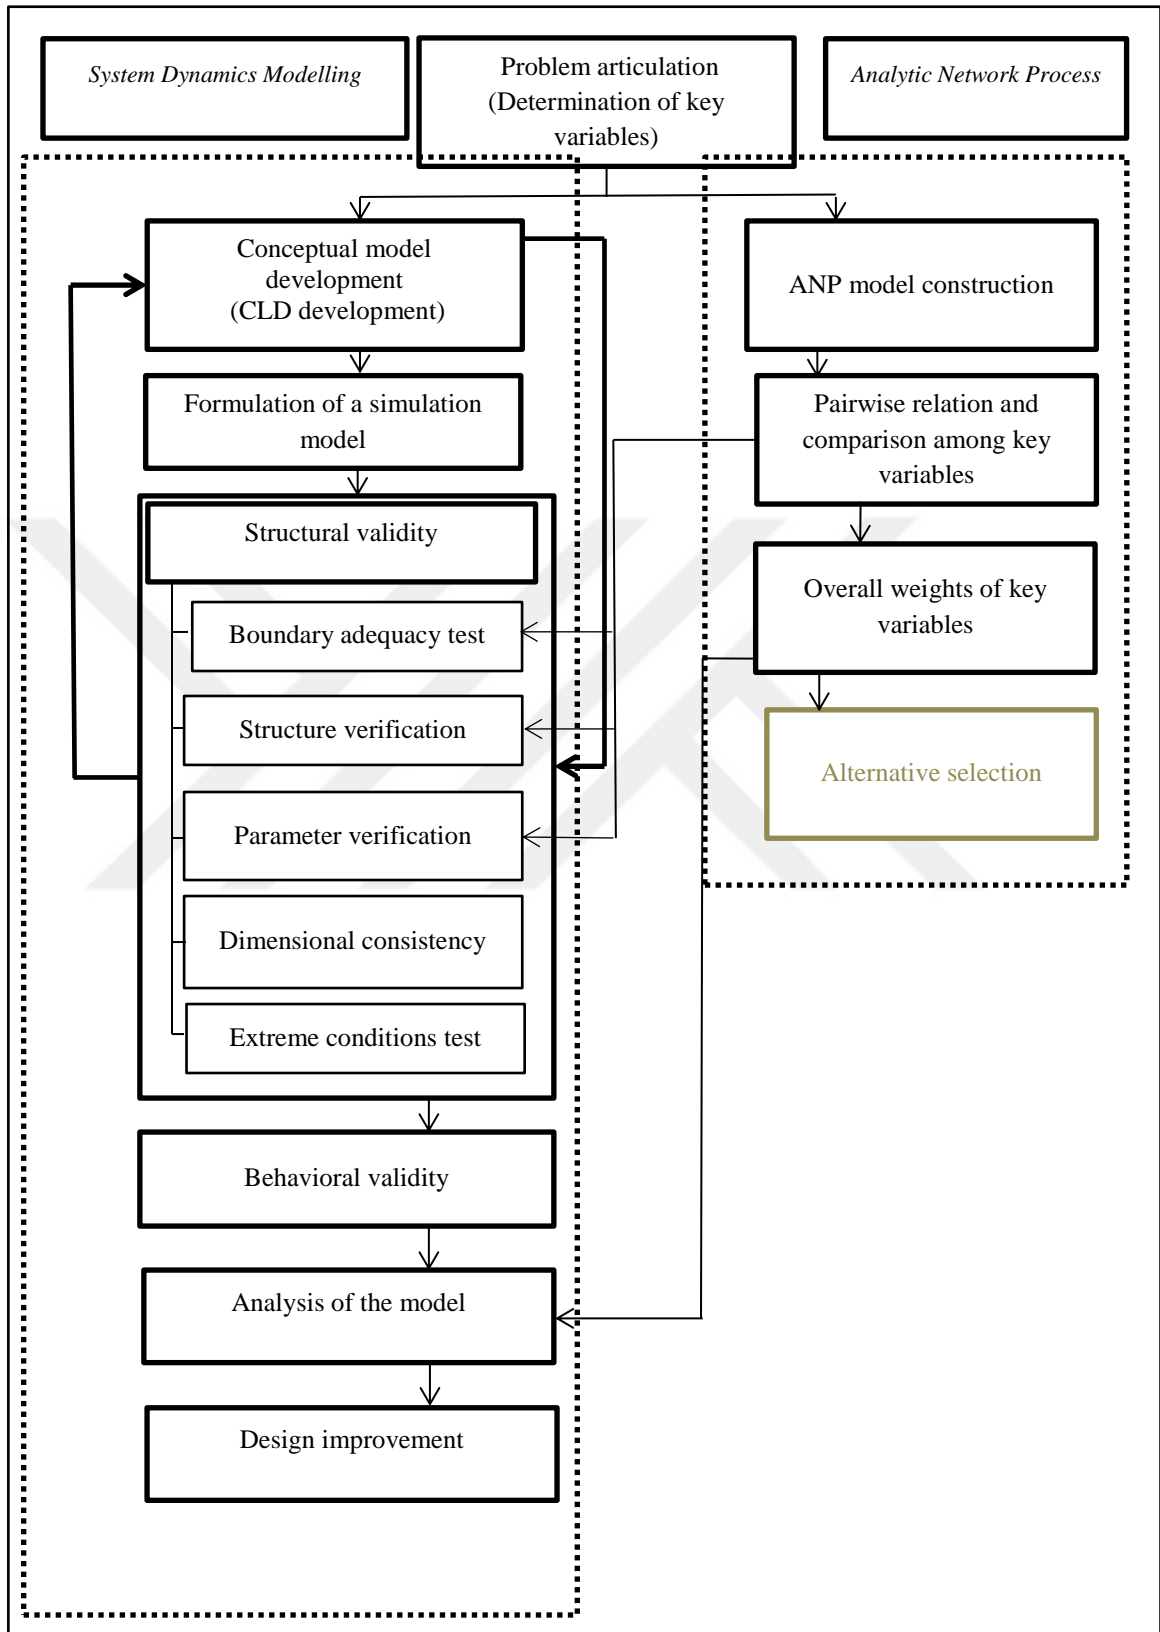 System Dynamics Modelling
Problem articulation
(Determination of key
variables)
Analytic Network Process
Conceptual model
development
(CLD development)
ANP model construction
Formulation of a simulation
model
Pairwise relation and
comparison among key
variables
Structural validity
Overall weights of key
variables
Boundary adequacy test
Structure verification
Alternative selection
Parameter verification
Dimensional consistency
Extreme conditions test
Behavioral validity
Analysis of the model
Design improvement